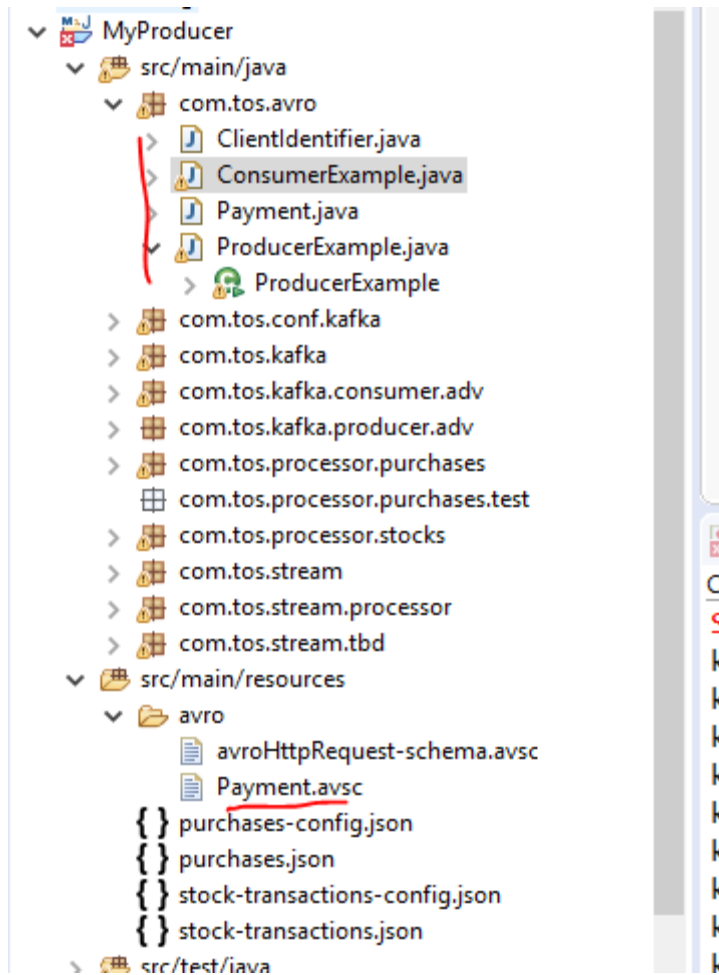 MyProducer
src/main/java
com.tos.avro
ClientIdentifier.java
ConsumerExample.java
Payment.java
ProducerExample.java
ProducerExample
com.tos.conf.kafka
com.tos.kafka
com.tos.kafka.consumer.adv
com.tos.kafka.producer.adv
com.tos.processor.purchases
com.tos.processor.purchases.test
com.tos.processor.stocks
com.tos.stream
com.tos.stream.processor
com.tos.stream.tbd
src/main/resources
avro
avroHttpRequest-schema.avsc
Payment.avsc
purchases-config.json
purchases.json
stock-transactions-config.json
stock-transactions.json
src/test/java